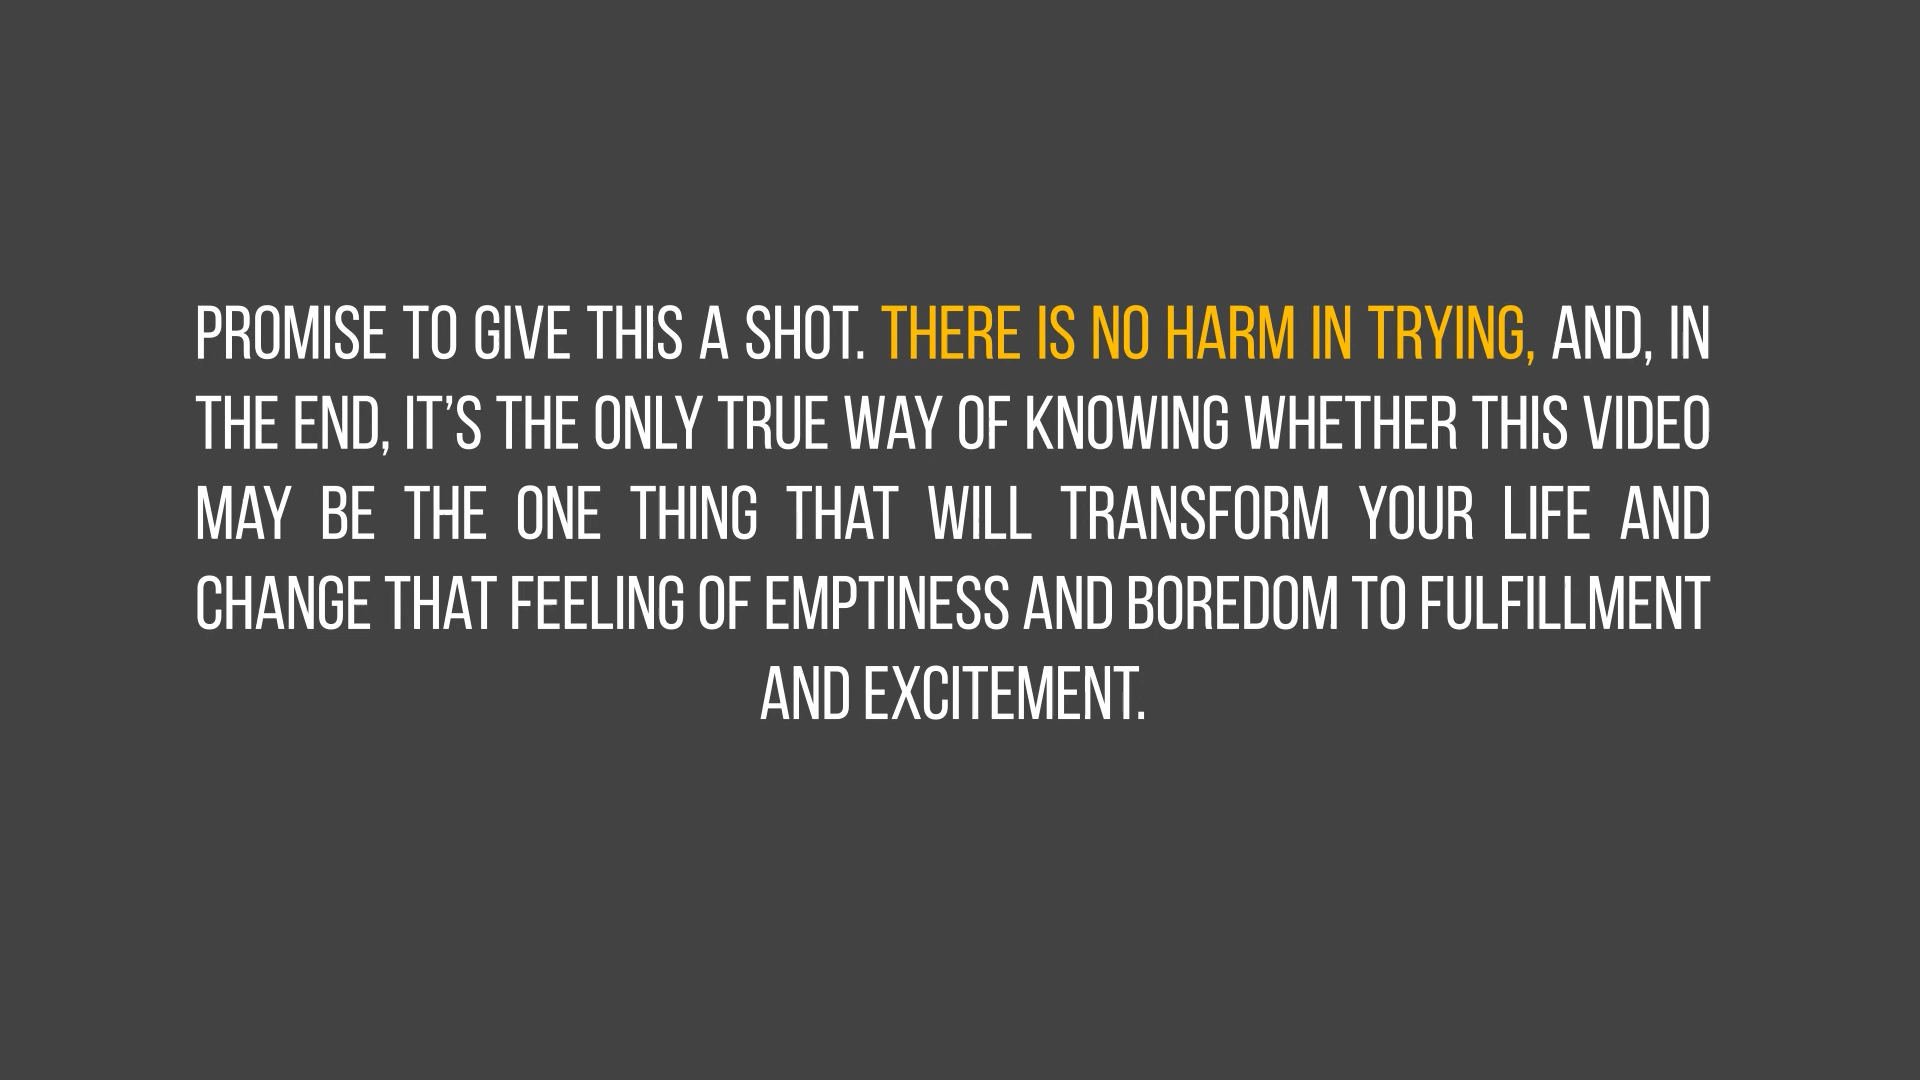 PROMISE TO GIVE THIS A SHOT. THERE IS NO HARM IN TRYING, AND, IN
THE END, IT’S THE ONLY TRUE WAY OF KNOWING WHETHER THIS VIDEO
MAY BE THE ONE THING THAT WILL TRANSFORM YOUR LIFE AND
CHANGE THAT FEELING OF EMPTINESS AND BOREDOM TO FULFILLMENT
AND EXCITEMENT.